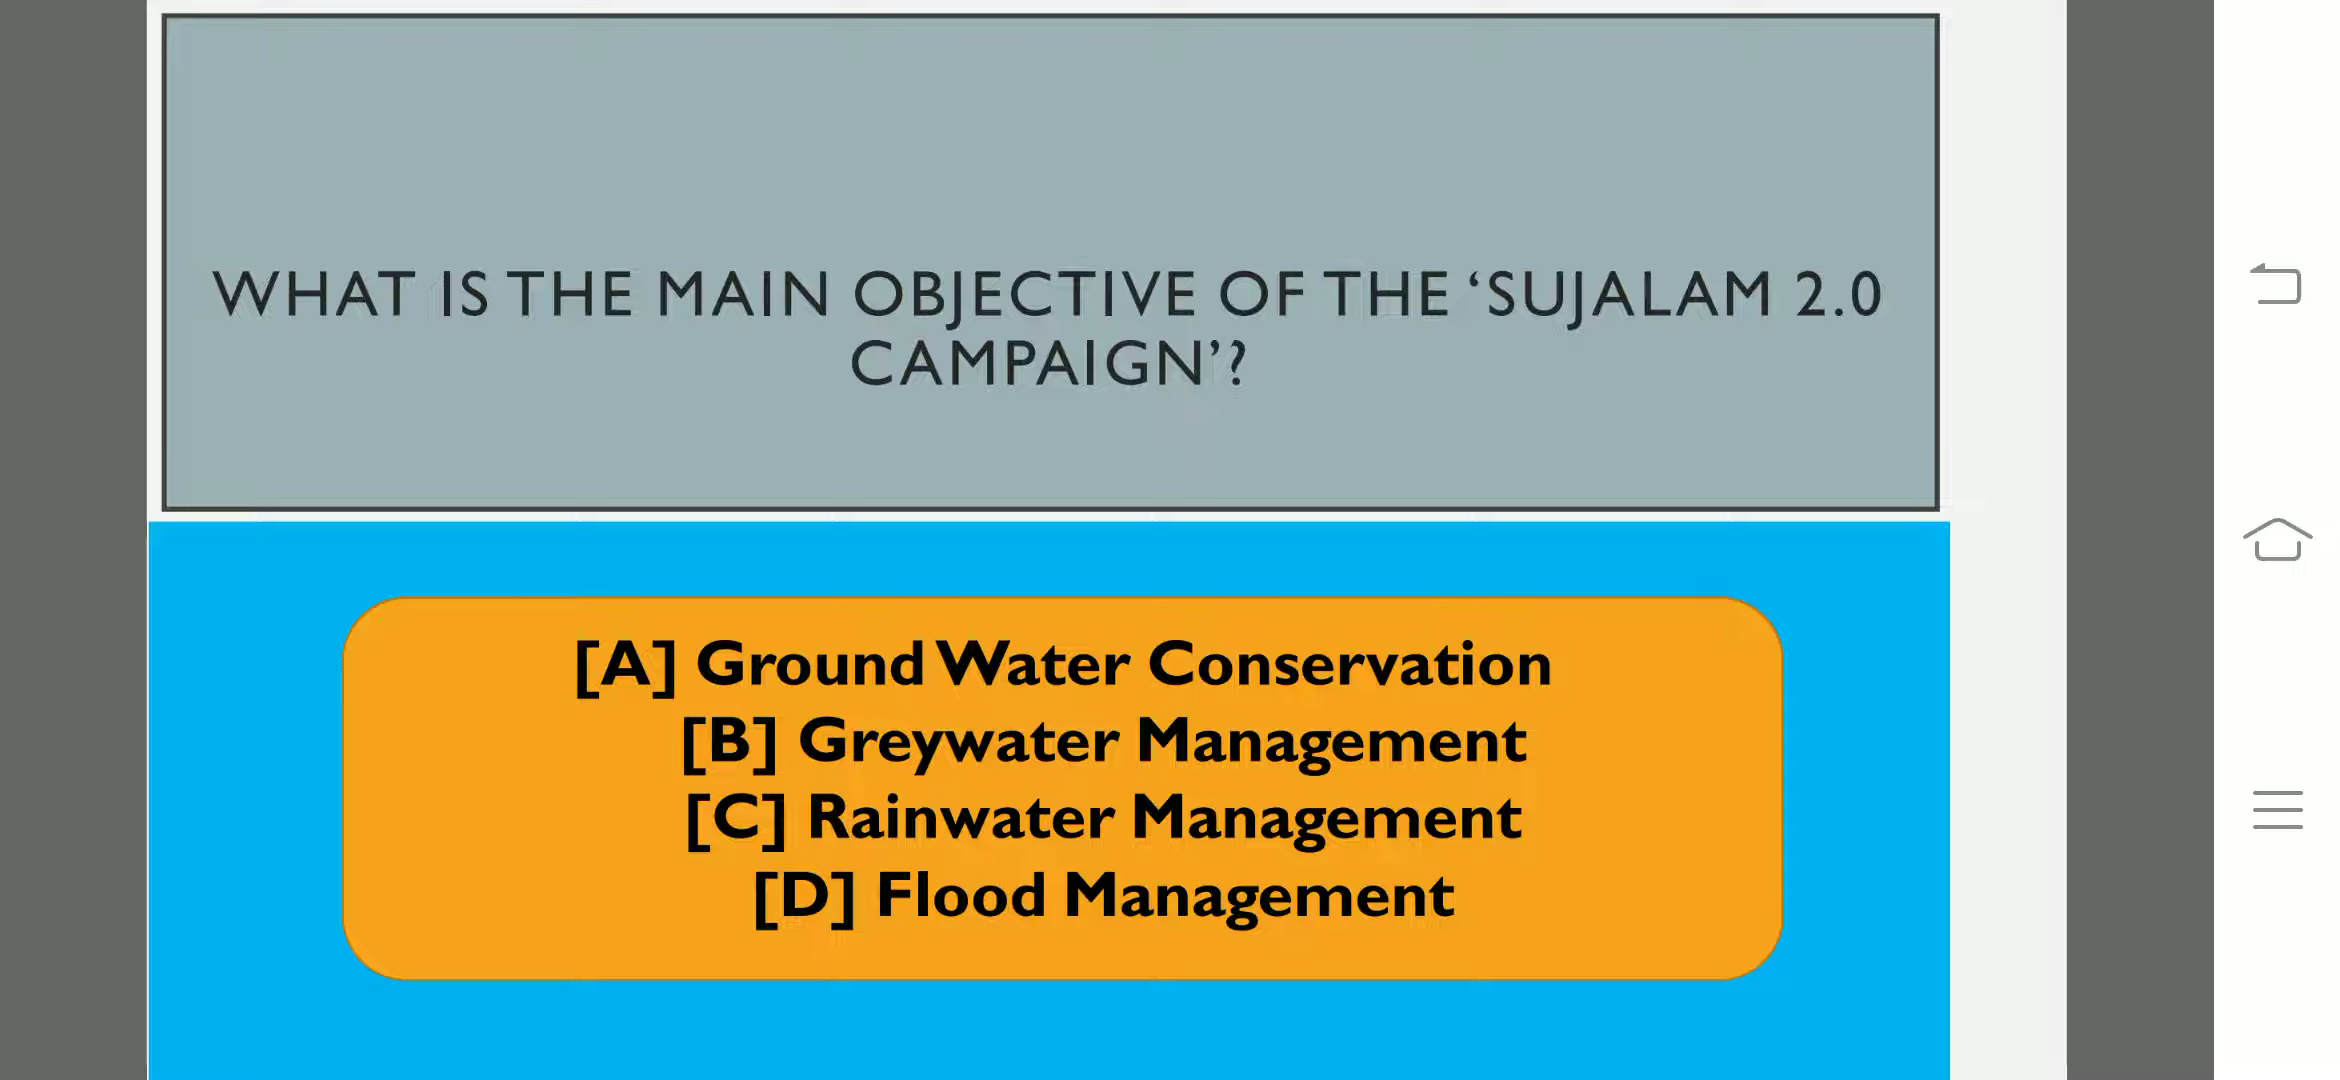 WHAT IS THE MAIN OBJECTIVE OF THE ‘SUJALAM 2.0
CAMPAIGN’?
[A] Ground Water Conservation
[B] Greywater Management
[C] Rainwater Management
[D] Flood Management